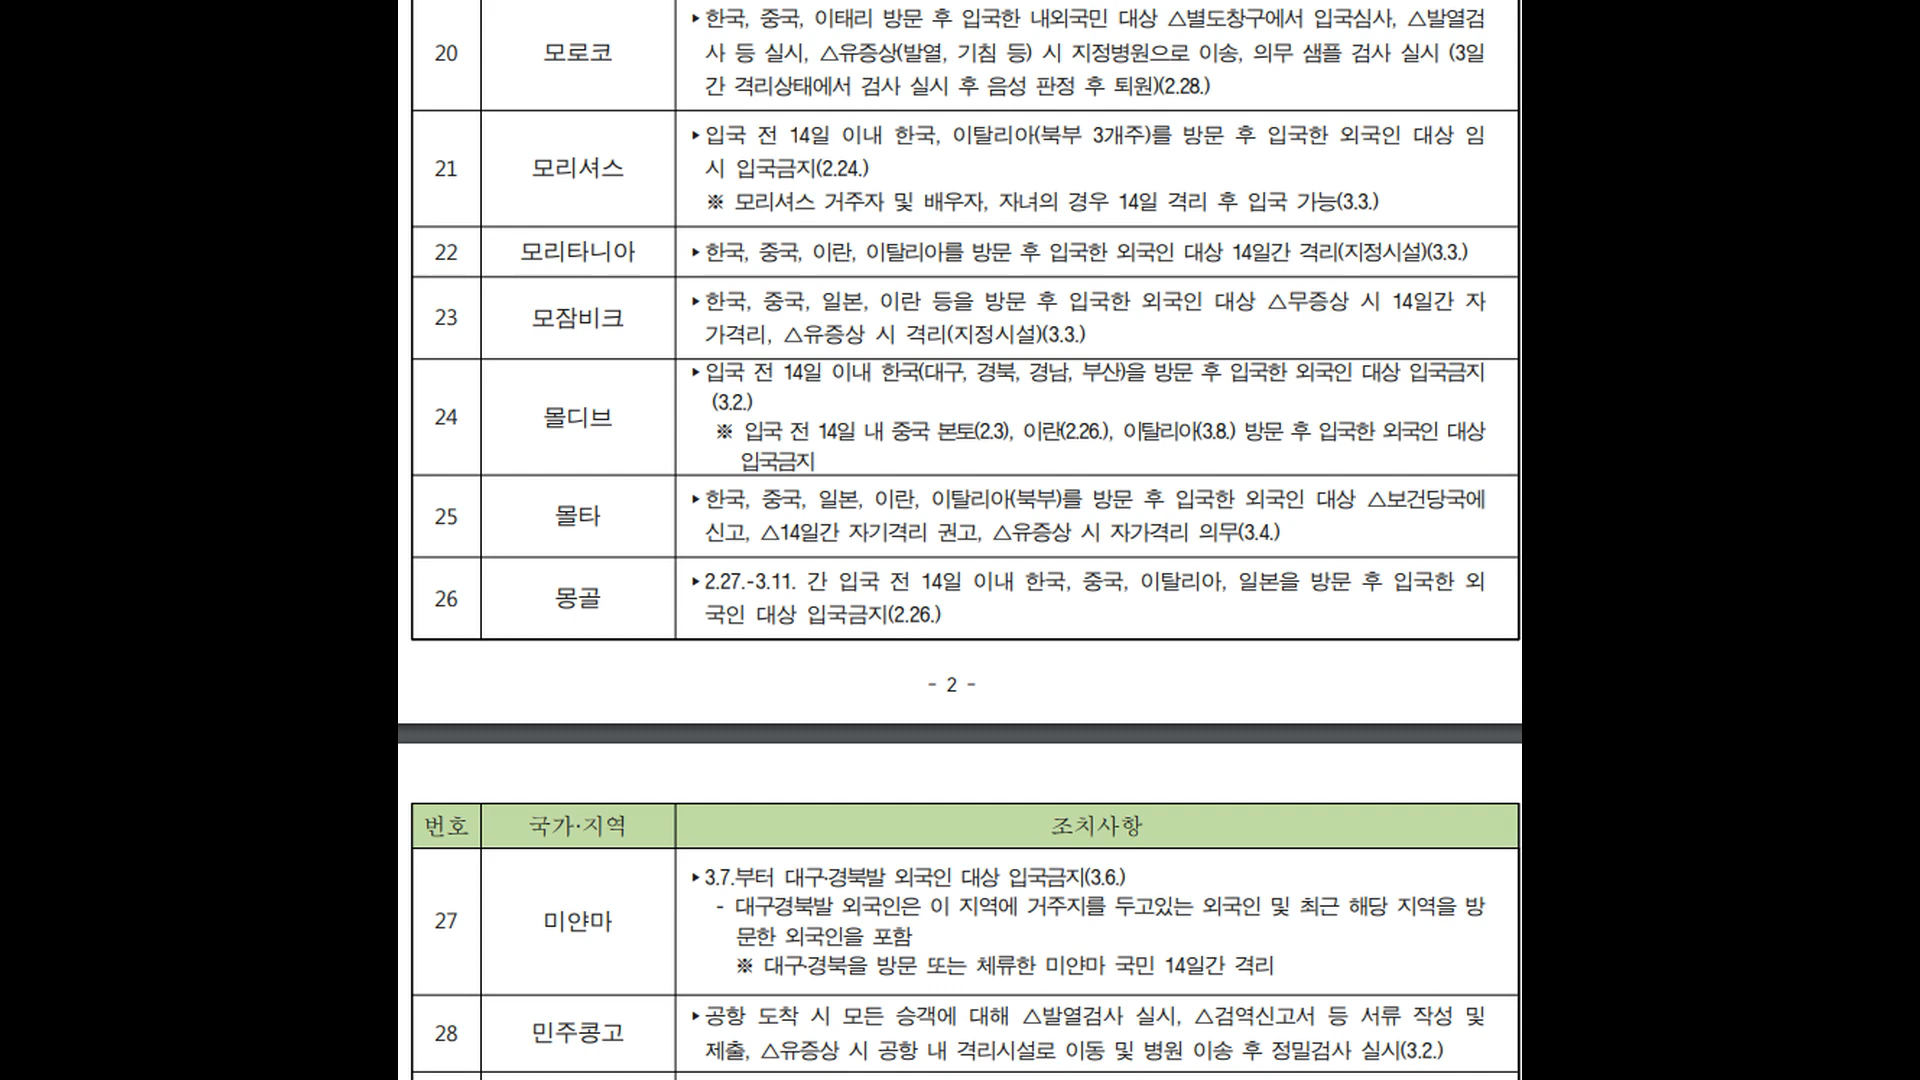 20
모로코
▸한국, 중국, 이태리 방문 후 입국한 내외국민 대상 △별도창구에서 입국심사, △발열검
사 등 실시, △유증상(발열, 기침 등) 시 지정병원으로 이송, 의무 샘플 검사 실시 (3일
간 격리상태에서 검사 실시 후 음성 판정 후 퇴원)(2.28.)
21
모리셔스
▸입국 전 14일 이내 한국, 이탈리아(북부 3개주)를 방문 후 입국한 외국인 대상 임
시 입국금지(2.24.)
※ 모리셔스 거주자 및 배우자, 자녀의 경우 14일 격리 후 입국 가능(3.3.)
22
모리타니아
▸한국, 중국, 이란, 이탈리아를 방문 후 입국한 외국인 대상 14일간 격리(지정시설)(3.3.)
23
모잠비크
▸한국, 중국, 일본, 이란 등을 방문 후 입국한 외국인 대상 △무증상 시 14일간 자
가격리, △유증상 시 격리(지정시설)(3.3.)
24
몰디브
▸입국 전 14일 이내 한국(대구, 경북, 경남, 부산)을 방문 후 입국한 외국인 대상 입국금지
(3.2.)
※ 입국 전 14일 내 중국 본토(2.3), 이란(2.26.), 이탈리아(3.8.) 방문 후 입국한 외국인 대상
입국금지
25
몰타
▸한국, 중국, 일본, 이란, 이탈리아(북부)를 방문 후 입국한 외국인 대상 △보건당국에
신고, △14일간 자기격리 권고, △유증상 시 자가격리 의무(3.4.)
26
몽골
▸2.27.-3.11. 간 입국 전 14일 이내 한국, 중국, 이탈리아, 일본을 방문 후 입국한 외
국인 대상 입국금지(2.26.)
- 2 -
번호 국가·지역 조치사항
27
미얀마
▸3.7.부터 대구·경북발 외국인 대상 입국금지(3.6.)
- 대구경북발 외국인은 이 지역에 거주지를 두고있는 외국인 및 최근 해당 지역을 방
문한 외국인을 포함
※ 대구·경북을 방문 또는 체류한 미얀마 국민 14일간 격리
28
민주콩고
▸공항 도착 시 모든 승객에 대해 △발열검사 실시, △검역신고서 등 서류 작성 및
제출, △유증상 시 공항 내 격리시설로 이동 및 병원 이송 후 정밀검사 실시(3.2.)